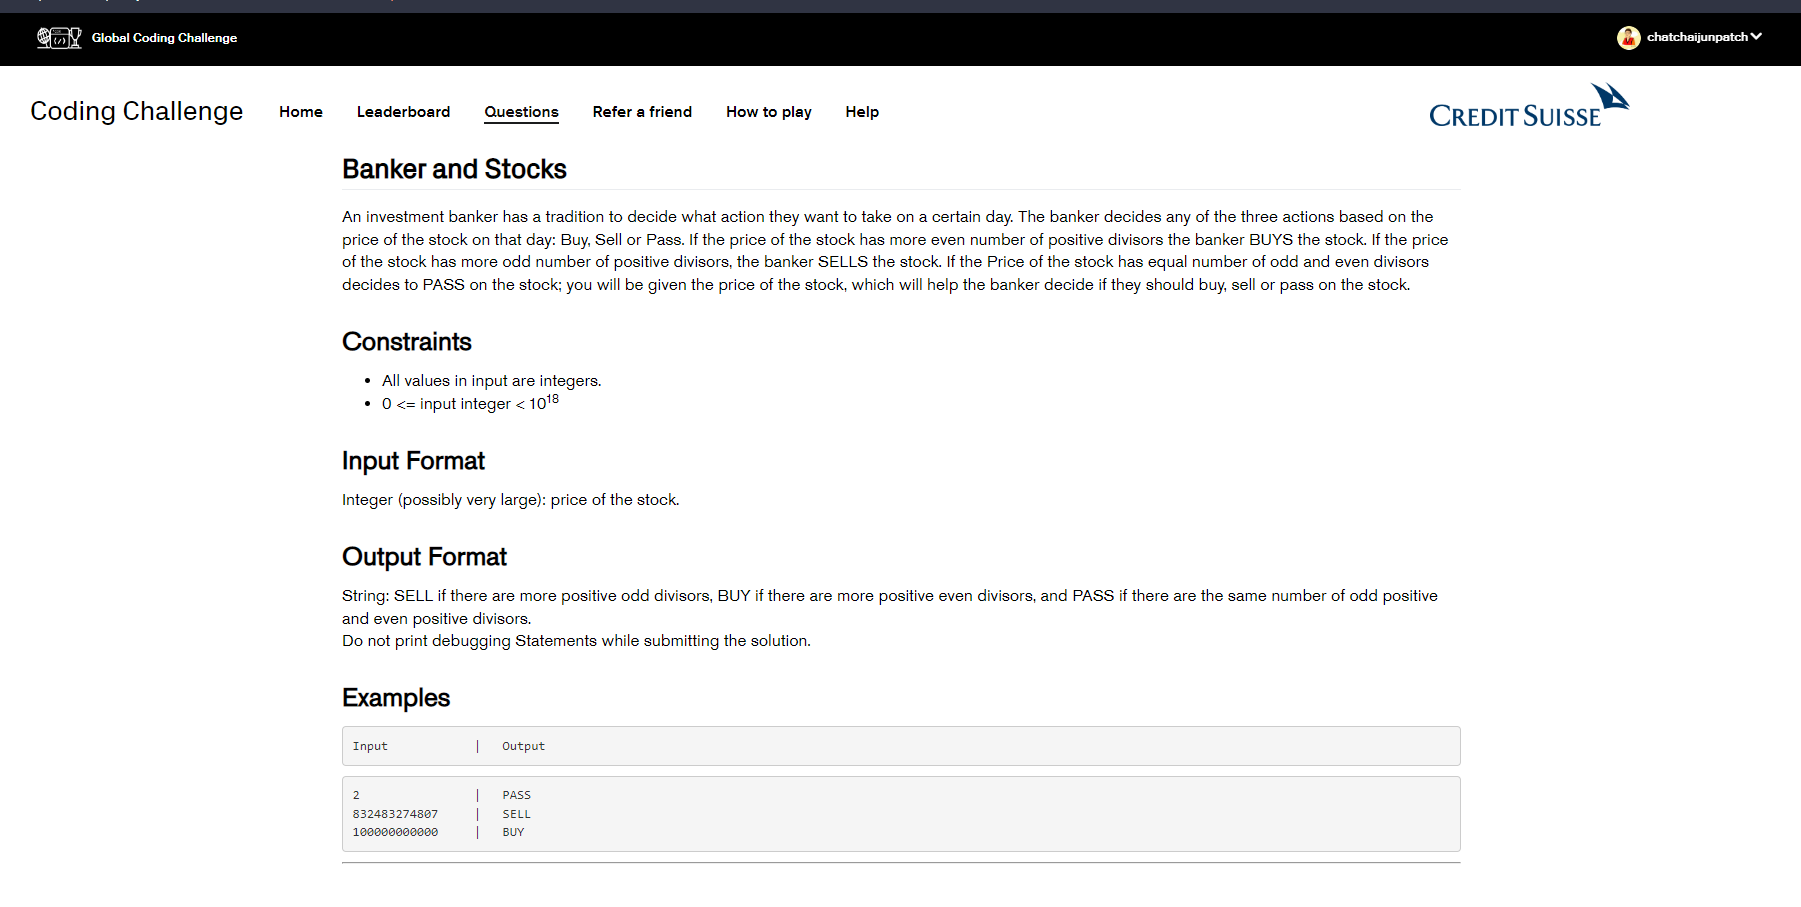 Global Coding Challenge
chatchaijunpatch
Coding Challenge
Home
Leaderboard
Questions
Refer a friend
How to play
Help
CREDIT SUISSE
Banker and Stocks
An investment banker has a tradition to decide what action they want to take on a certain day. The banker decides any of the three actions based on the
price of the stock on that day: Buy, Sell or Pass. If the price of the stock has more even number of positive divisors the banker BUYS the stock. If the price
of the stock has more odd number of positive divisors, the banker SELLS the stock. If the Price of the stock has equal number of odd and even divisors
decides to PASS on the stock; you will be given the price of the stock, which will help the banker decide if they should buy, sell or pass on the stock.
Constraints
• All values in input are integers.
• 0 <= input integer < 10^18
Input Format
Integer (possibly very large): price of the stock.
Output Format
String: SELL if there are more positive odd divisors, BUY if there are more positive even divisors, and PASS if there are the same number of odd positive
and even positive divisors.
Do not print debugging Statements while submitting the solution.
Examples
Input | Output
2 | PASS
832483274807 | SELL
100000000000 | BUY